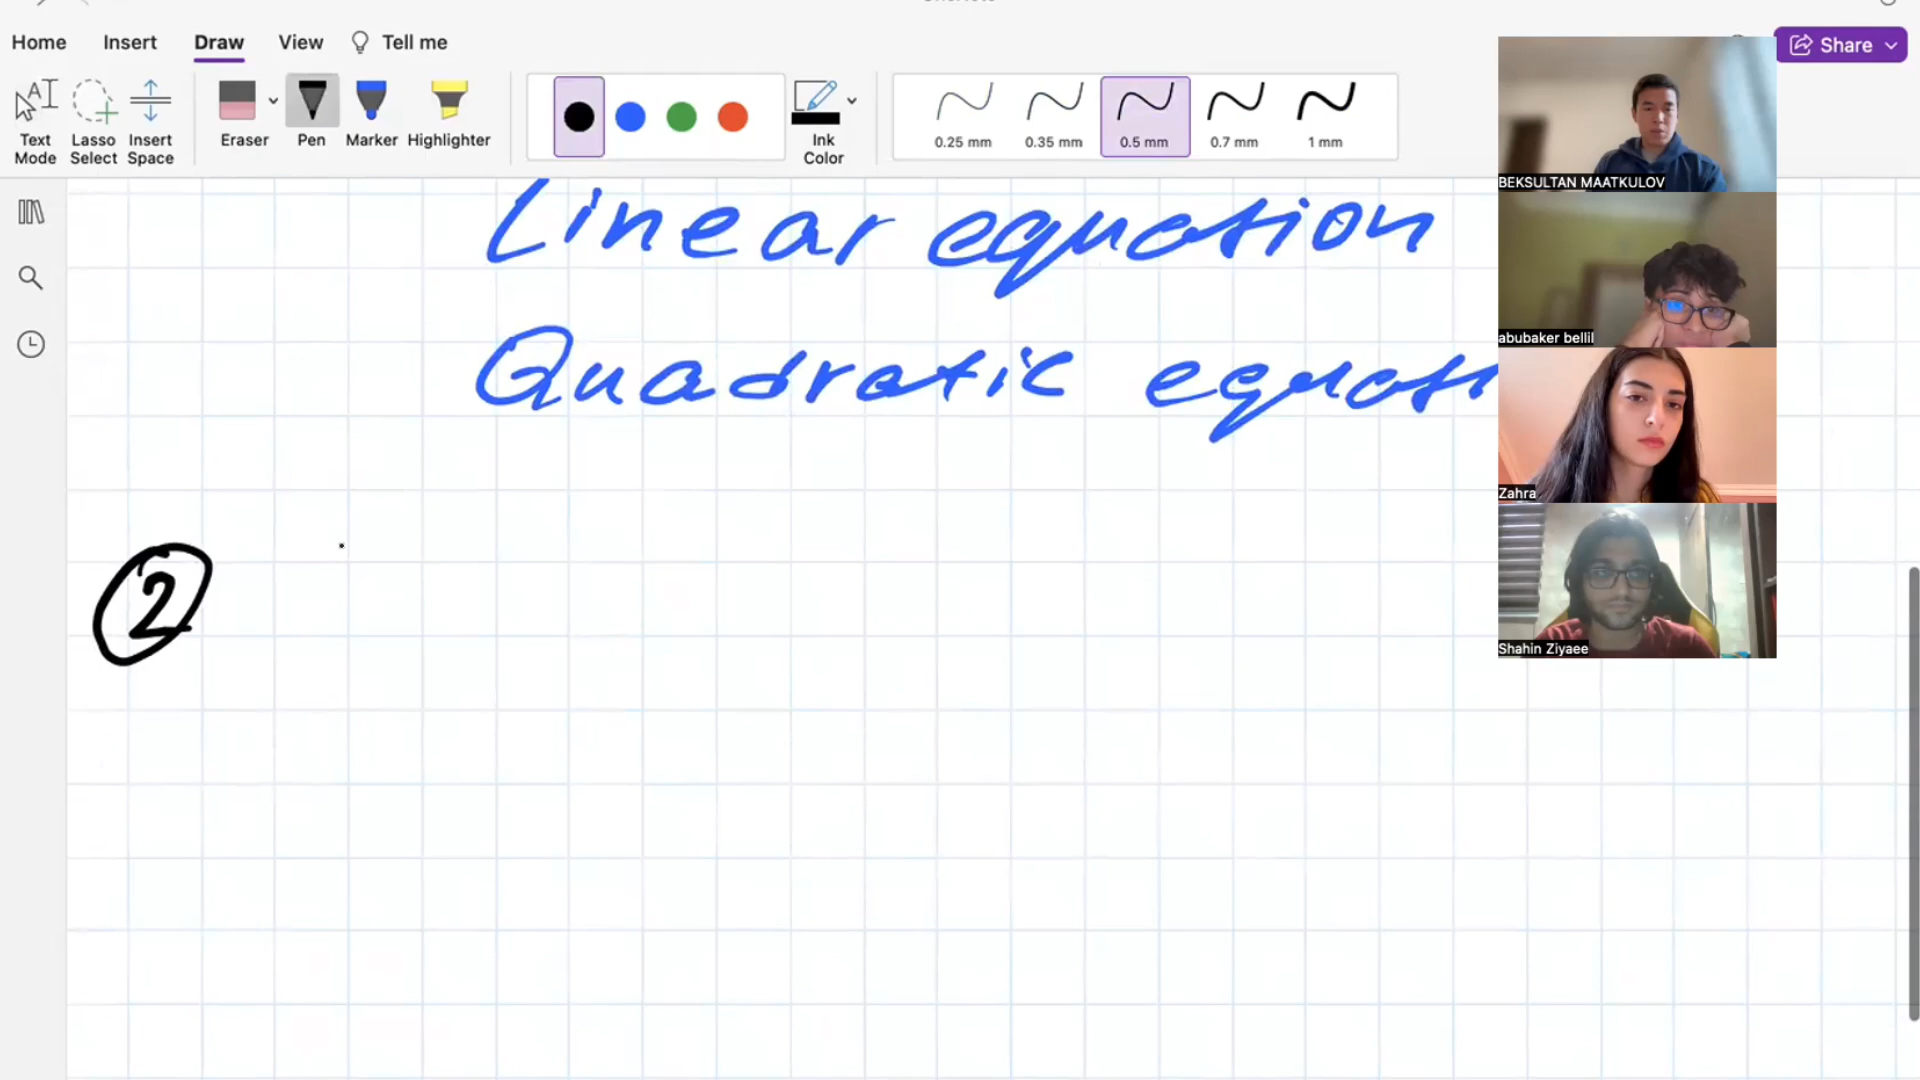 Home Insert Draw View Tell me
Share
Text Mode
Lasso Select
Insert Space
Eraser
Pen
Marker
Highlighter
Ink Color
0.25 mm
0.35 mm
0.5 mm
0.7 mm
1 mm
BEKSULTAN MAATKULOV
Linear equation
abubaker bellil
Quadratic equati
Zahra
2
Shahin Ziyaee